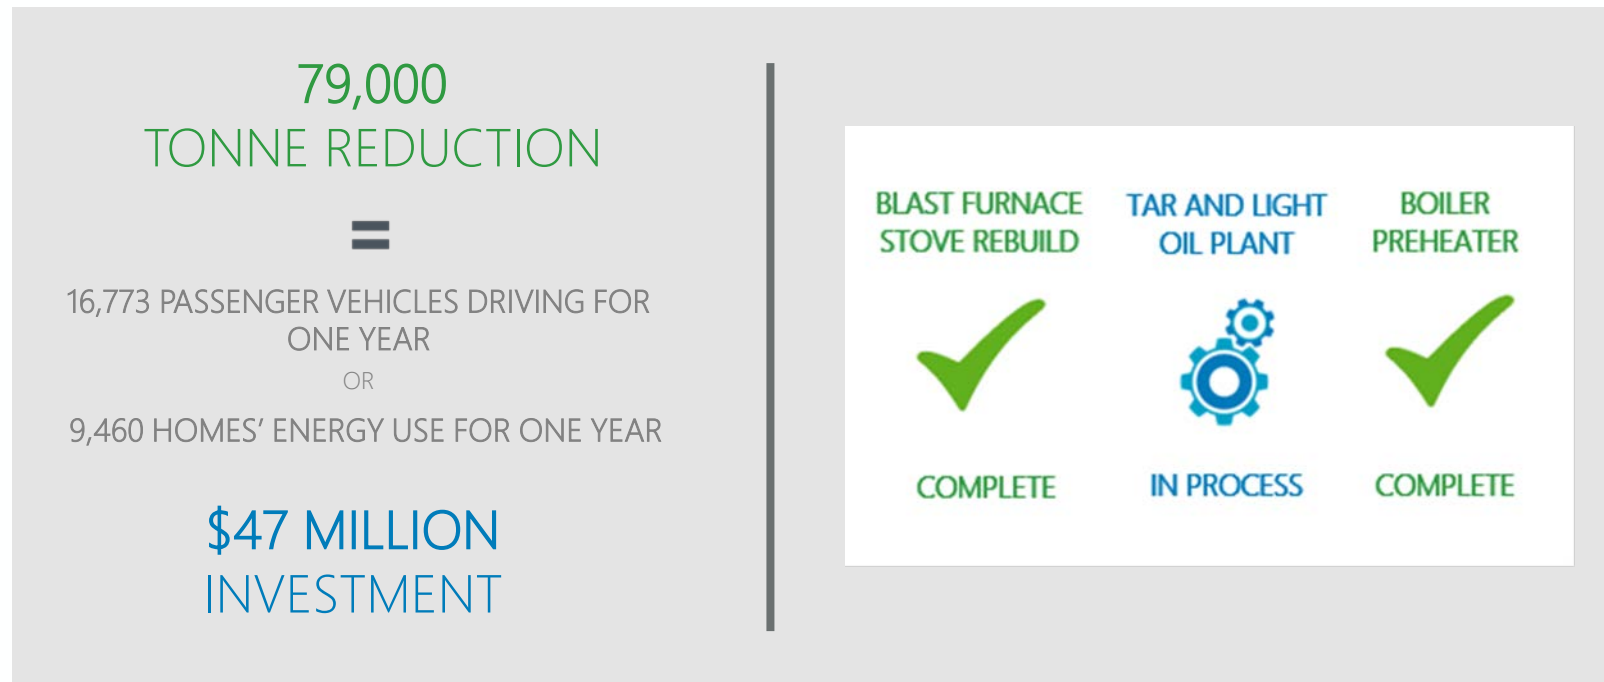 79,000
TONNE REDUCTION
=
16,773 PASSENGER VEHICLES DRIVING FOR
ONE YEAR
OR
9,460 HOMES’ ENERGY USE FOR ONE YEAR
$47 MILLION
INVESTMENT
BLAST FURNACE
STOVE REBUILD
COMPLETE
TAR AND LIGHT
OIL PLANT
IN PROCESS
BOILER
PREHEATER
COMPLETE